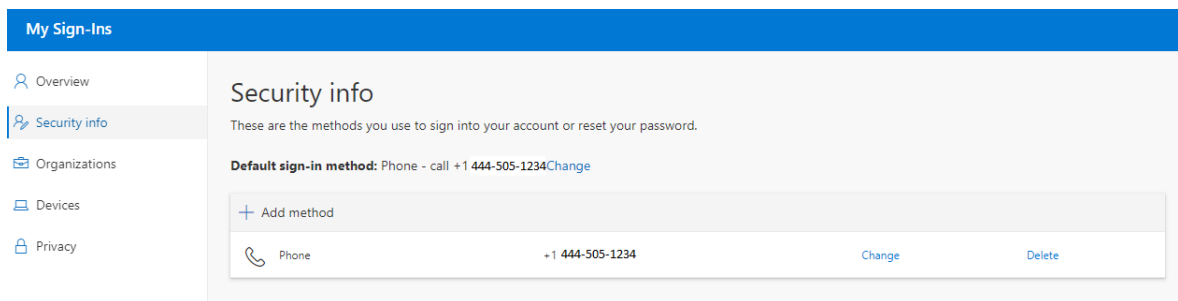 My Sign-Ins
Overview
Security info
Organizations
Devices
Privacy
Security info
These are the methods you use to sign into your account or reset your password.
Default sign-in method: Phone - call +1 444-505-1234Change
Add method
Phone +1 444-505-1234 Change Delete